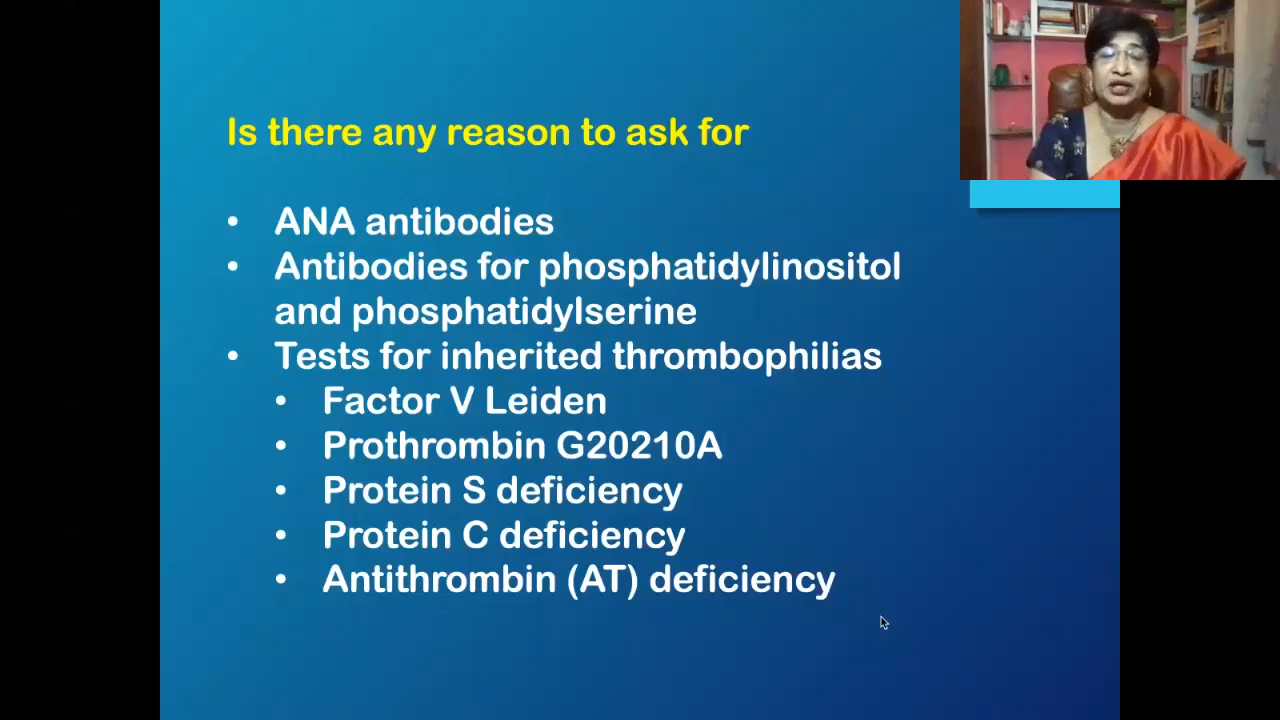 Is there any reason to ask for
• ANA antibodies
• Antibodies for phosphatidylinositol
and phosphatidylserine
• Tests for inherited thrombophilias
• Factor V Leiden
• Prothrombin G20210A
• Protein S deficiency
• Protein C deficiency
• Antithrombin (AT) deficiency